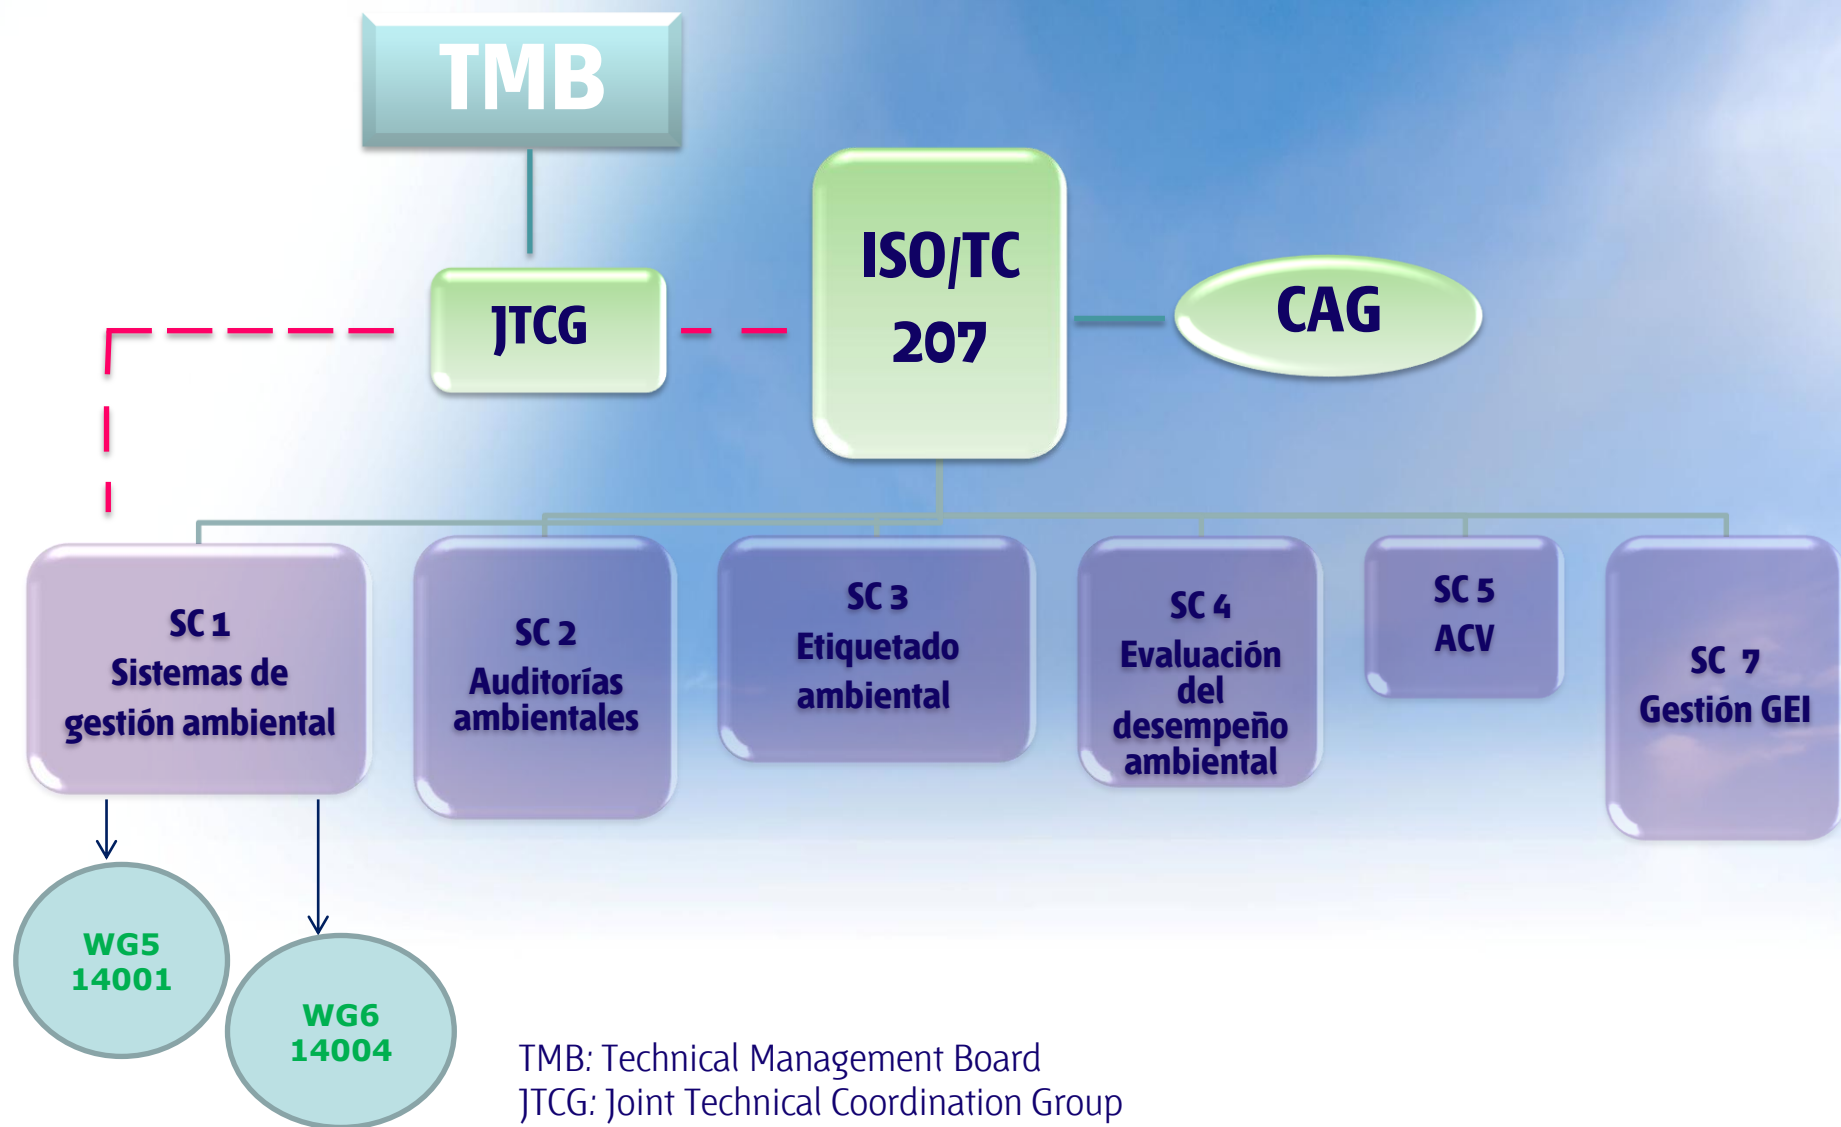 TMB
ISO/TC
207
JTCG
CAG
SC 1
Sistemas de
gestión ambiental
SC 2
Auditorías
ambientales
SC 3
Etiquetado
ambiental
SC 4
Evaluación
del
desempeño
ambiental
SC 5
ACV
SC 7
Gestión GEI
WG5
14001
WG6
14004
TMB: Technical Management Board
JTCG: Joint Technical Coordination Group